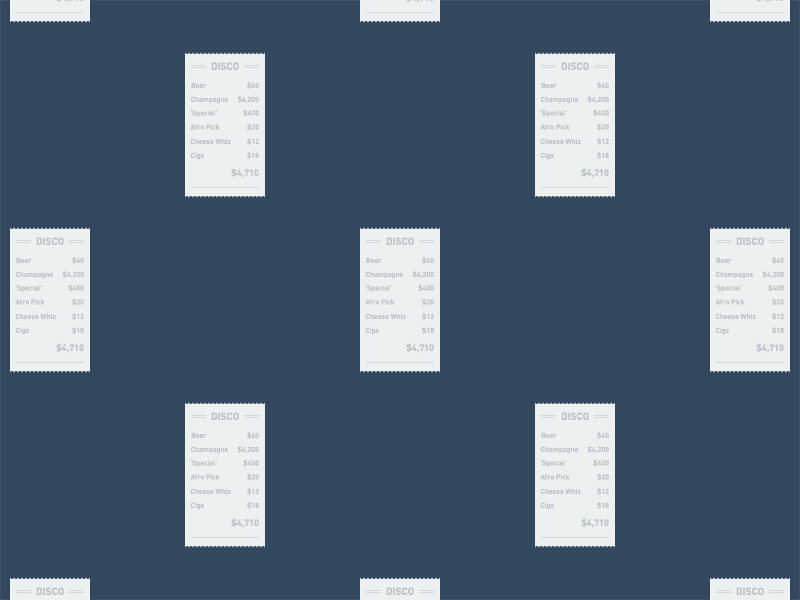 DISCO
Beer $60
Champagne $4,200
'Special' $400
Afro Pick $20
Cheese Whiz $12
Cigs $18
$4,710
DISCO
Beer $60
Champagne $4,200
'Special' $400
Afro Pick $20
Cheese Whiz $12
Cigs $18
$4,710
DISCO
Beer $60
Champagne $4,200
'Special' $400
Afro Pick $20
Cheese Whiz $12
Cigs $18
$4,710
DISCO
Beer $60
Champagne $4,200
'Special' $400
Afro Pick $20
Cheese Whiz $12
Cigs $18
$4,710
DISCO
Beer $60
Champagne $4,200
'Special' $400
Afro Pick $20
Cheese Whiz $12
Cigs $18
$4,710
DISCO
Beer $60
Champagne $4,200
'Special' $400
Afro Pick $20
Cheese Whiz $12
Cigs $18
$4,710
DISCO
Beer $60
Champagne $4,200
'Special' $400
Afro Pick $20
Cheese Whiz $12
Cigs $18
$4,710
DISCO
DISCO
DISCO